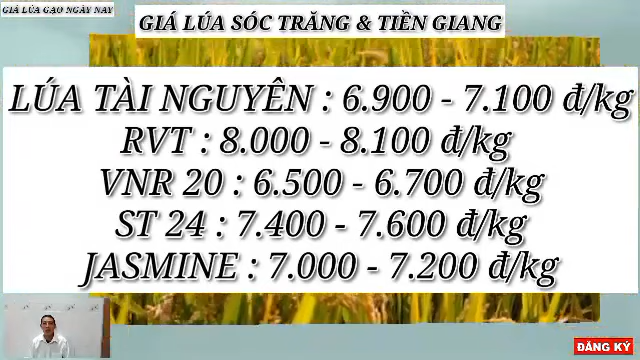 GIÁ LÚA GẠO NGÀY NAY
GIÁ LÚA SÓC TRĂNG & TIỀN GIANG
LÚA TÀI NGUYÊN : 6.900 - 7.100 đ/kg
RVT : 8.000 - 8.100 đ/kg
VNR 20 : 6.500 - 6.700 đ/kg
ST 24 : 7.400 - 7.600 đ/kg
JASMINE : 7.000 - 7.200 đ/kg
ĐĂNG KÝ